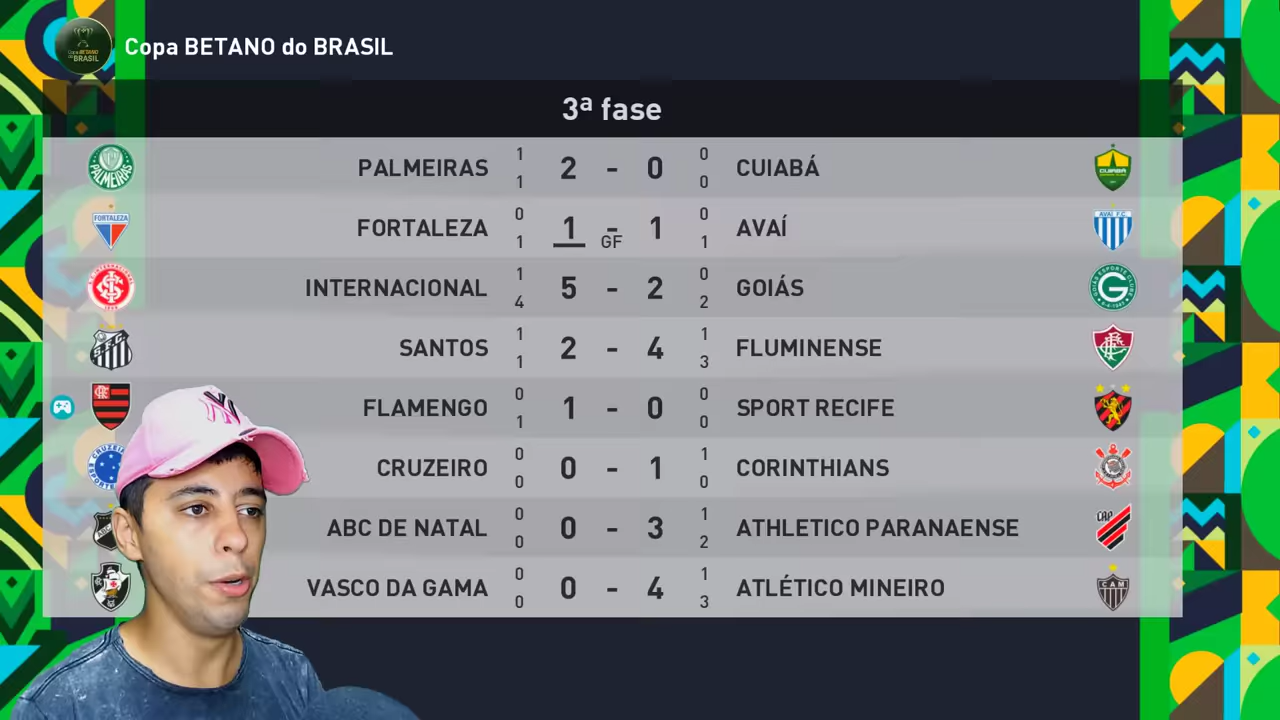 Copa BETANO do BRASIL
3ª fase
PALMEIRAS 1 1 2 - 0 0 0 CUIABÁ
FORTALEZA 0 1 1 - 1 0 1 AVAÍ
GF
INTERNACIONAL 1 4 5 - 2 0 2 GOIÁS
SANTOS 1 1 2 - 4 1 3 FLUMINENSE
FLAMENGO 0 1 1 - 0 0 0 SPORT RECIFE
CRUZEIRO 0 0 0 - 1 1 0 CORINTHIANS
ABC DE NATAL 0 0 0 - 3 1 2 ATHLETICO PARANAENSE
VASCO DA GAMA 0 0 0 - 4 1 3 ATLÉTICO MINEIRO